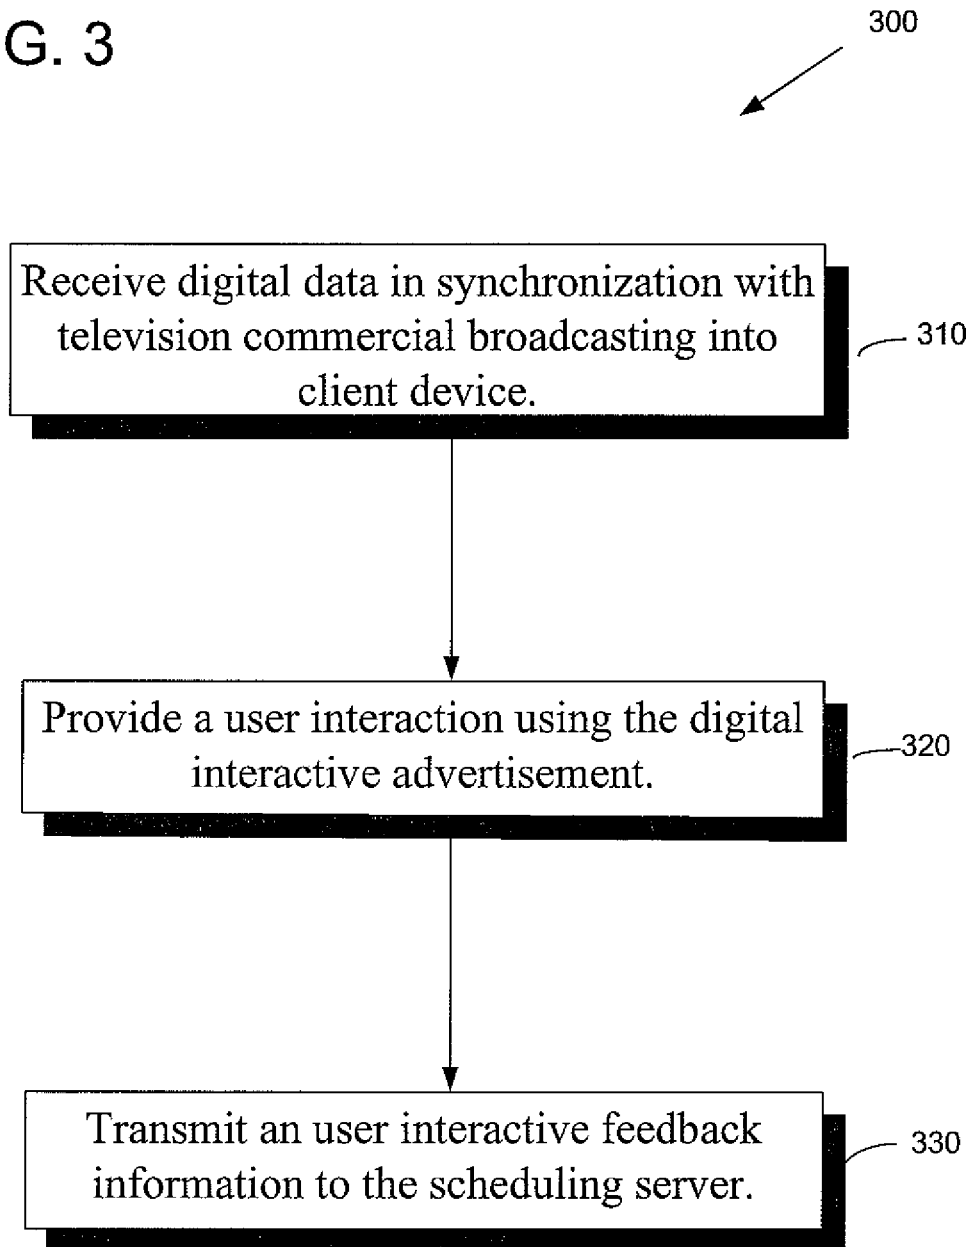 G. 3
300
Receive digital data in synchronization with
television commercial broadcasting into
client device.
310
Provide a user interaction using the digital
interactive advertisement.
320
Transmit an user interactive feedback
information to the scheduling server.
330